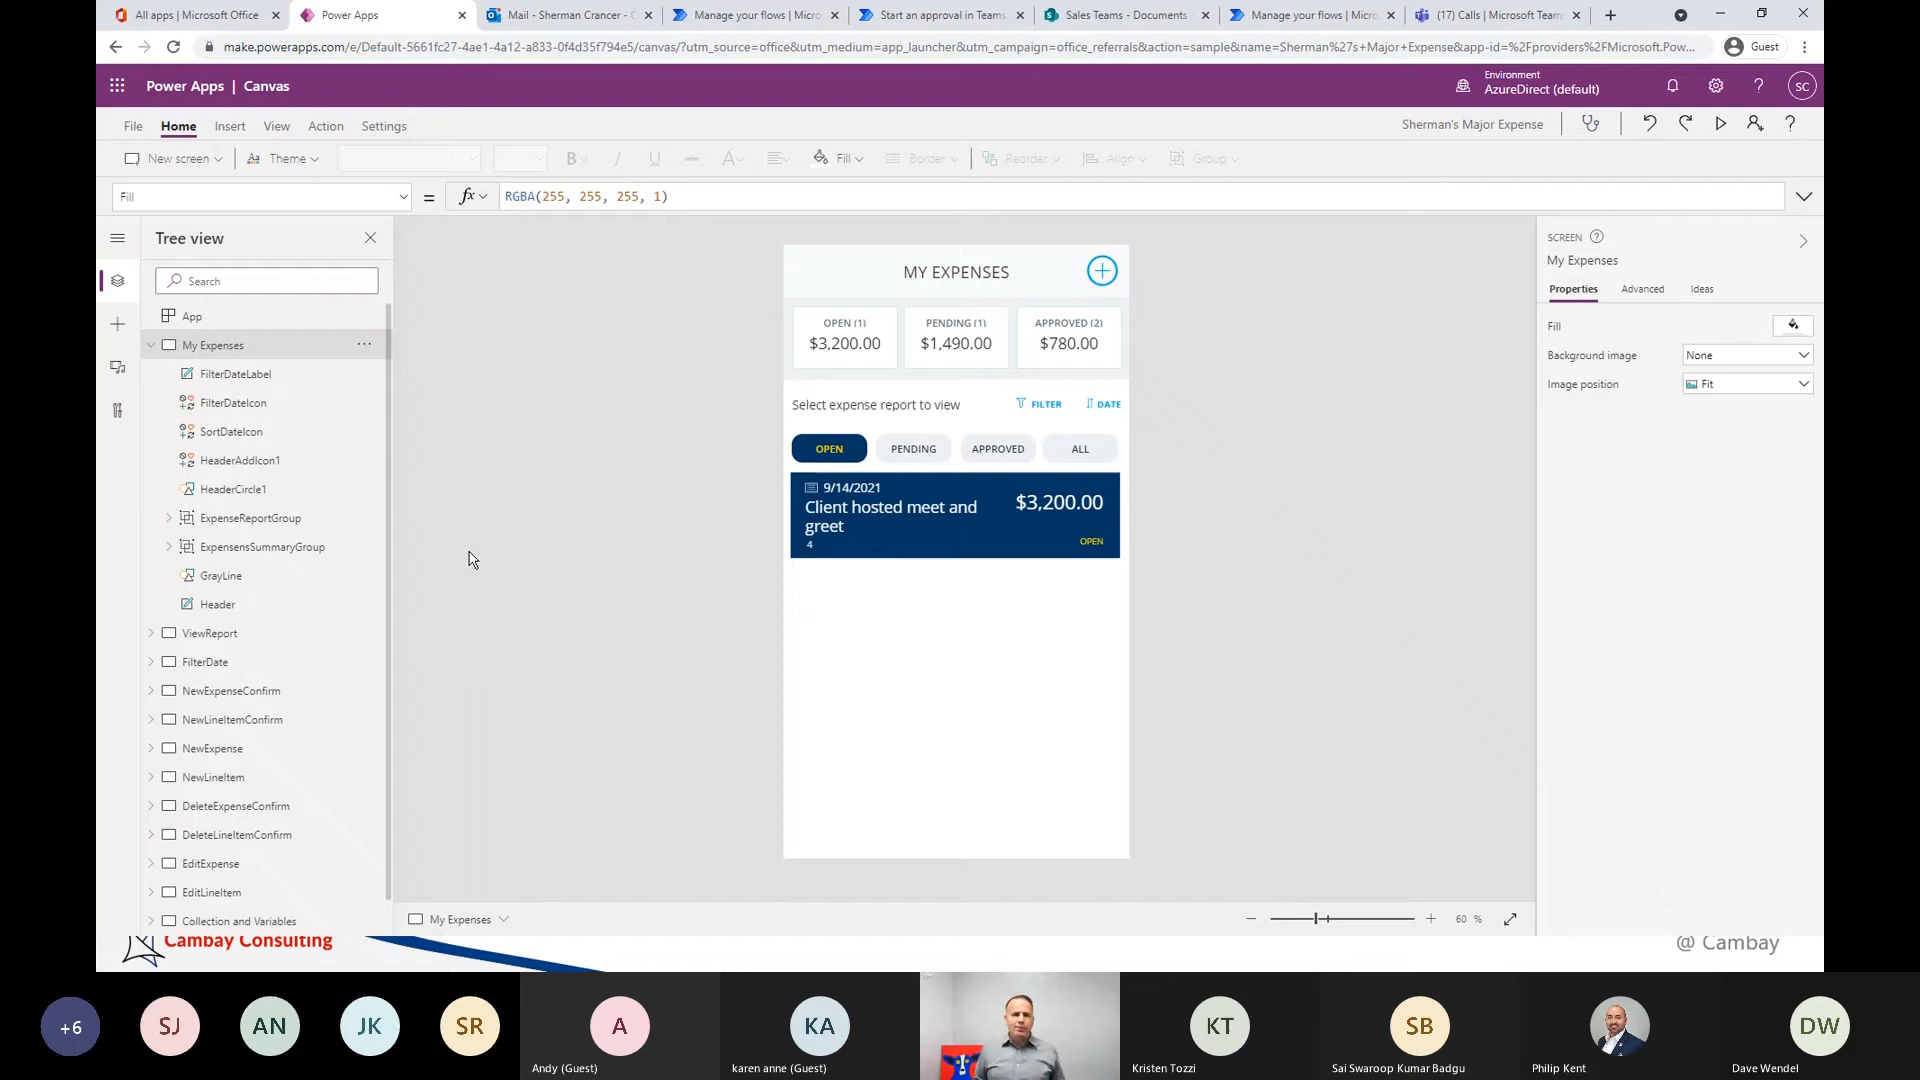 All apps | Microsoft Office
Power Apps
Mail - Sherman Crancer - 
Manage your flows | Micro
Start an approval in Teams
Sales Teams - Documents -
Manage your flows | Micro
(17) Calls | Microsoft Team
make.powerapps.com/e/Default-5661fc27-4ae1-4a12-a833-0f4d35f794e5/canvas/?utm_source=office&utm_medium=app_launcher&utm_campaign=office_referrals&action=sample&name=Sherman%27s+Major+Expense&app-id=%2Fproviders%2FMicrosoft.Pow...
Guest
Power Apps | Canvas
Environment
AzureDirect (default)
SC
File Home Insert View Action Settings
Sherman's Major Expense
New screen Theme B / U A Fill Border Reorder Align Group
Fill = fx RGBA(255, 255, 255, 1)
Tree view
Search
App
My Expenses
FilterDateLabel
FilterDateIcon
SortDateIcon
HeaderAddIcon1
HeaderCircle1
ExpenseReportGroup
ExpensensSummaryGroup
GrayLine
Header
ViewReport
FilterDate
NewExpenseConfirm
NewLineItemConfirm
NewExpense
NewLineItem
DeleteExpenseConfirm
DeleteLineItemConfirm
EditExpense
EditLineItem
Collection and Variables
MY EXPENSES
OPEN (1) PENDING (1) APPROVED (2)
$3,200.00 $1,490.00 $780.00
Select expense report to view FILTER DATE
OPEN PENDING APPROVED ALL
9/14/2021
Client hosted meet and
greet
$3,200.00
4
OPEN
My Expenses
60 %
SCREEN
My Expenses
Properties Advanced Ideas
Fill
Background image None
Image position Fit
Cambay Consulting
@ Cambay
+6 SJ AN JK SR A KA KT SB DW
Andy (Guest) karen anne (Guest) Kristen Tozzi Sai Swaroop Kumar Badgu Philip Kent Dave Wendel